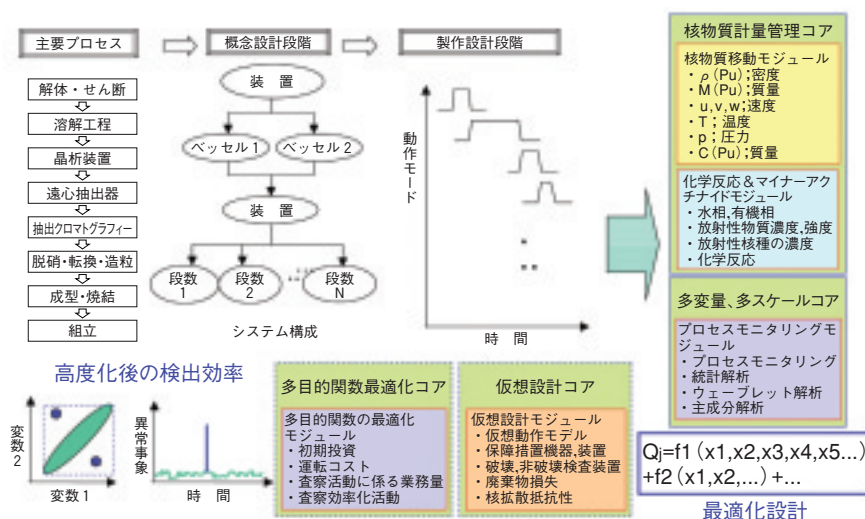 主要プロセス
概念設計段階
製作設計段階
解体・せん断
溶解工程
晶析装置
遠心抽出器
抽出クロマトグラフィー
脱硝・転換・造粒
成型・焼結
組立
装 置
ベッセル1
ベッセル2
装 置
段数
1
段数
2
段数
N
システム構成
動作モード
時 間
核物質計量管理コア
核物質移動モジュール
・ρ(Pu);密度
・M(Pu);質量
・u,v,w;速度
・T;温度
・p;圧力
・C(Pu);質量
化学反応&マイナーアク
チナイドモジュール
・水相,有機相
・放射性物質濃度,強度
・放射性核種の濃度
・化学反応
多変量、多スケールコア
プロセスモニタリングモ
ジュール
・プロセスモニタリング
・統計解析
・ウェーブレット解析
・主成分解析
高度化後の検出効率
変数2
変数1
異常事象
時 間
多目的関数最適化コア
多目的関数の最適化
モジュール
・初期投資
・運転コスト
・査察活動に係る業務量
・査察効率化活動
仮想設計コア
仮想設計モジュール
・仮想動作モデル
・保障措置機器,装置
・破壊,非破壊検査装置
・廃棄物損失
・核拡散抵抗性
Qj=f1(x1,x2,x3,x4,x5...)
+f2(x1,x2,...)+...
最適化設計